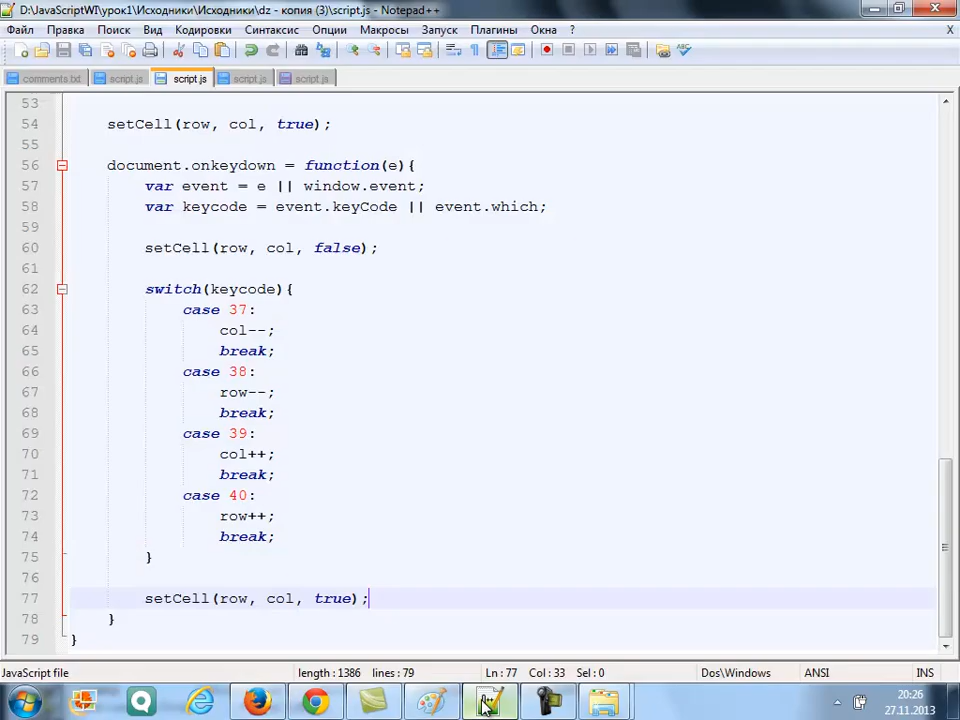 D:\JavaScriptWI\урок1\Исходники\Исходники\dz - копия (3)\script.js - Notepad++
Файл Правка Поиск Вид Кодировки Синтаксис Опции Макросы Запуск Плагины Окна ? X
comments.txt script.js script.js script.js script.js
53
54 setCell(row, col, true);
55
56 document.onkeydown = function(e){
57 var event = e || window.event;
58 var keycode = event.keyCode || event.which;
59
60 setCell(row, col, false);
61
62 switch(keycode){
63 case 37:
64 col--;
65 break;
66 case 38:
67 row--;
68 break;
69 case 39:
70 col++;
71 break;
72 case 40:
73 row++;
74 break;
75 }
76
77 setCell(row, col, true);
78 }
79 }
JavaScript file length : 1386 lines : 79 Ln : 77 Col : 33 Sel : 0 Dos\Windows ANSI INS
20:26
27.11.2013